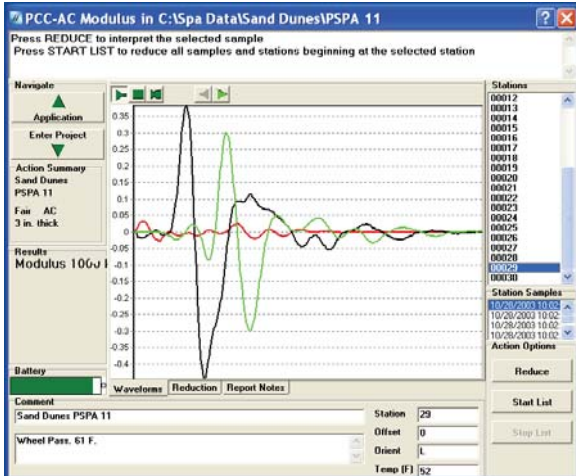 PCC-AC Modulus in C:\Spa Data\Sand Dunes\PSPA 11
Press REDUCE to interpret the selected sample
Press START LIST to reduce all samples and stations beginning at the selected station
Navigate
Application
Enter Project
Action Summary
Sand Dunes
PSPA 11
Fair AC
3 in. thick
Results
Modulus
Battery
0.35
0.3
0.25
0.2
0.15
0.1
0.05
0
-0.05
-0.1
-0.15
-0.2
-0.25
-0.3
-0.35
-0.4
Waveforms
Reduction
Report Notes
Stations
00012
00013
00014
00015
00016
00017
00018
00019
00020
00021
00022
00023
00024
00025
00026
00027
00028
00029
00030
Station Samples
10/28/2003 10:02
10/28/2003 10:02
10/28/2003 10:02
10/28/2003 10:02
Action Options
Reduce
Start List
Stop List
Comment
Sand Dunes PSPA 11
Wheel Pass. 61 F.
Station 29
Offset 0
Orient L
Temp (F) 52